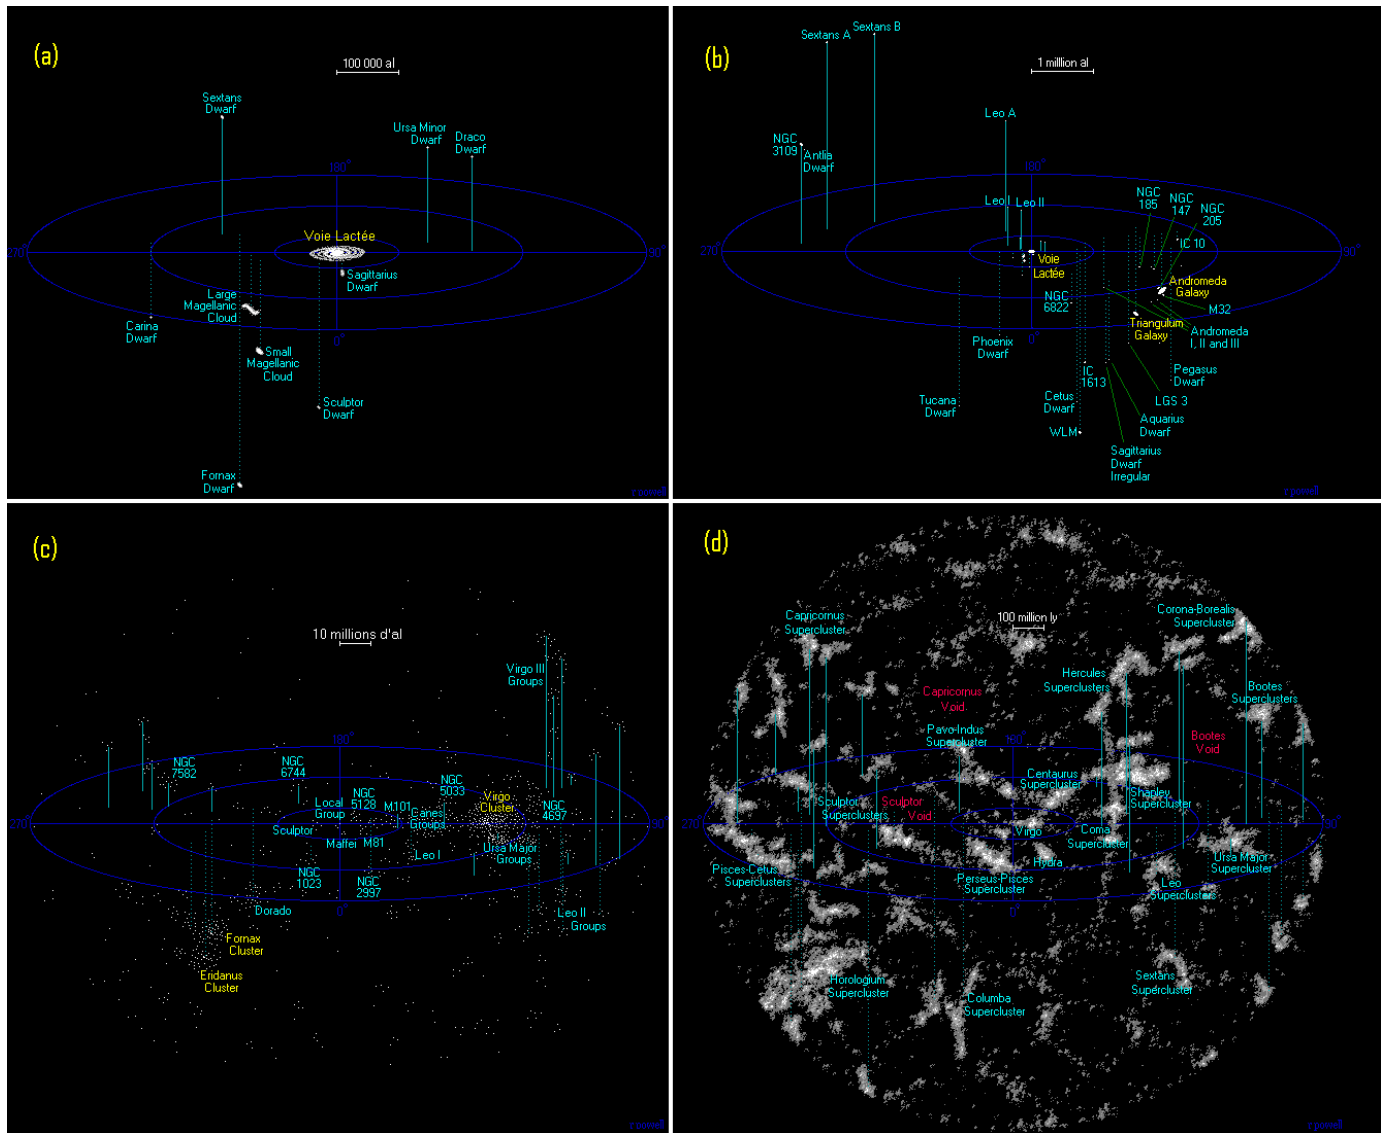 (a)
100 000 al
Sextans
Dwarf
Ursa Minor
Dwarf
Draco
Dwarf
180°
Voie Lactée
270°
90°
Sagittarius
Dwarf
Large
Magellanic
Cloud
Carina
Dwarf
0°
Small
Magellanic
Cloud
Sculptor
Dwarf
Fornax
Dwarf
r powell
(b)
Sextans A
Sextans B
1 milllion al
Leo A
NGC
3109
Antlia
Dwarf
180°
Leo I
Leo II
NGC
185
NGC
147
NGC
205
IC 10
270°
90°
Voie
Lactée
NGC
6822
Andromeda
Galaxy
M32
Triangulum
Galaxy
Andromeda
I, II and III
Phoenix
Dwarf
0°
IC
1613
Pegasus
Dwarf
Tucana
Dwarf
Cetus
Dwarf
LGS 3
WLM
Aquarius
Dwarf
Sagittarius
Dwarf
Irregular
r powell
(c)
10 millions d'al
Virgo III
Groups
180°
NGC
7582
NGC
6744
NGC
5128
NGC
5033
Local
Group
M101
Canes
Groups
Virgo
Cluster
NGC
4697
270°
90°
Sculptor
Maffei
M81
Leo I
Ursa Major
Groups
NGC
1023
NGC
2997
0°
Dorado
Leo II
Groups
Fornax
Cluster
Eridanus
Cluster
r powell
(d)
100 million ly
Capricornus
Supercluster
Corona-Borealis
Supercluster
Hercules
Superclusters
Capricornus
Void
Bootes
Superclusters
Pavo-Indus
Supercluster
Bootes
Void
180°
Centaurus
Supercluster
Shapley
Supercluster
Sculptor
Superclusters
Sculptor
Void
270°
90°
Virgo
Coma
Supercluster
Hydra
Ursa Major
Supercluster
Pisces-Cetus
Superclusters
Perseus-Pisces
Supercluster
Leo
Superclusters
0°
Horologium
Supercluster
Columba
Supercluster
Sextans
Supercluster
r powell